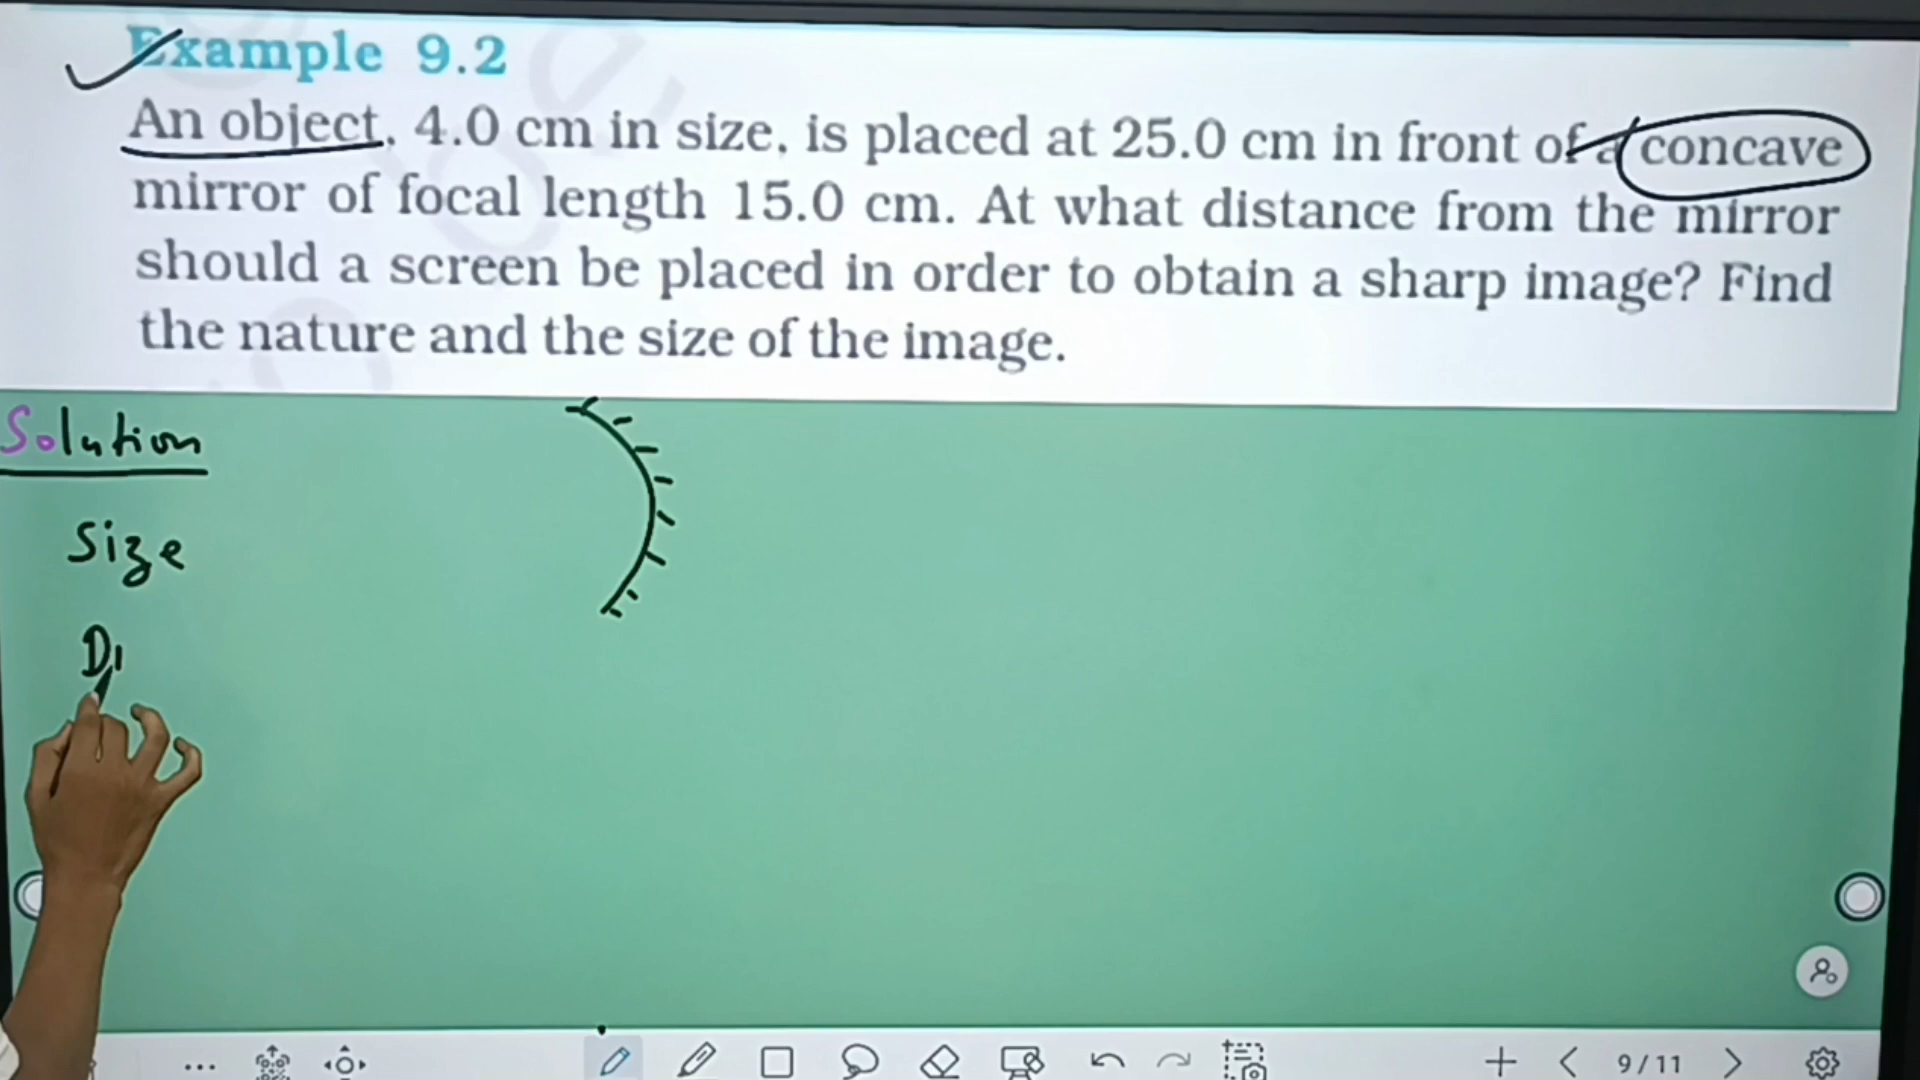 Example 9.2
An object, 4.0 cm in size, is placed at 25.0 cm in front of a concave
mirror of focal length 15.0 cm. At what distance from the mirror
should a screen be placed in order to obtain a sharp image? Find
the nature and the size of the image.
Solution
Size
Di
9/11